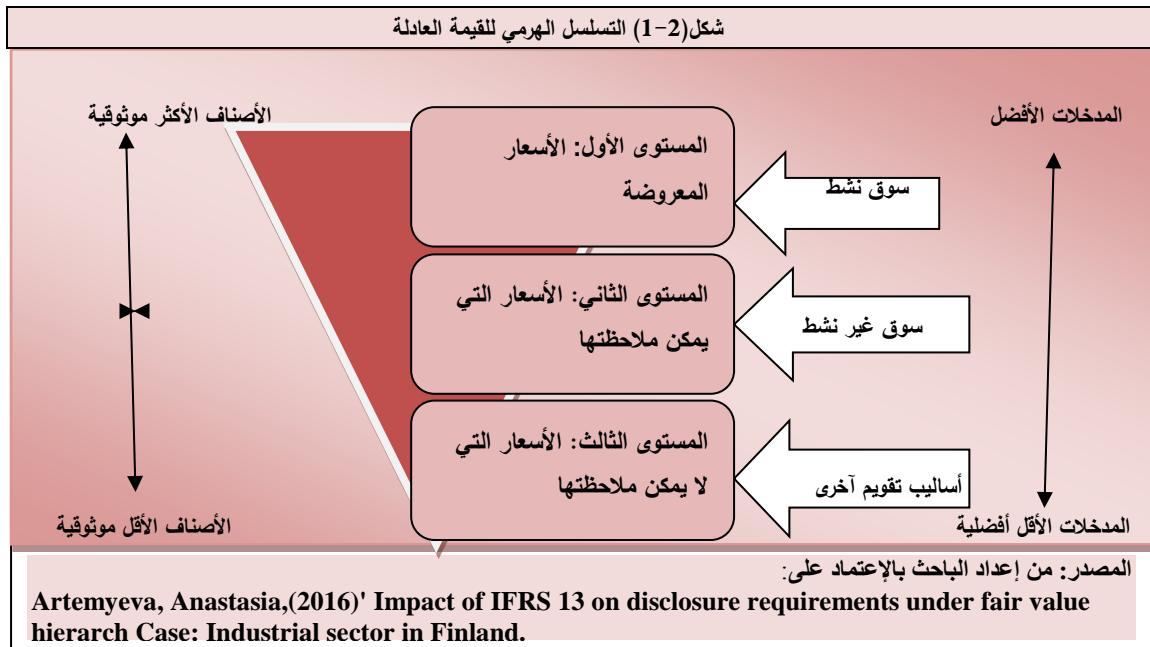 شكل(2-1) التسلسل الهرمي للقيمة العادلة
المدخلات الأفضل
الأصناف الأكثر موثوقية
المستوى الأول: الأسعار
المعروضة
سوق نشط
المستوى الثاني: الأسعار التي
يمكن ملاحظتها
سوق غير نشط
المستوى الثالث: الأسعار التي
لا يمكن ملاحظتها
أساليب تقويم آخرى
المدخلات الأقل أفضلية
الأصناف الأقل موثوقية
المصدر: من إعداد الباحث بالإعتماد على:
Artemyeva, Anastasia,(2016)' Impact of IFRS 13 on disclosure requirements under fair value
hierarch Case: Industrial sector in Finland.